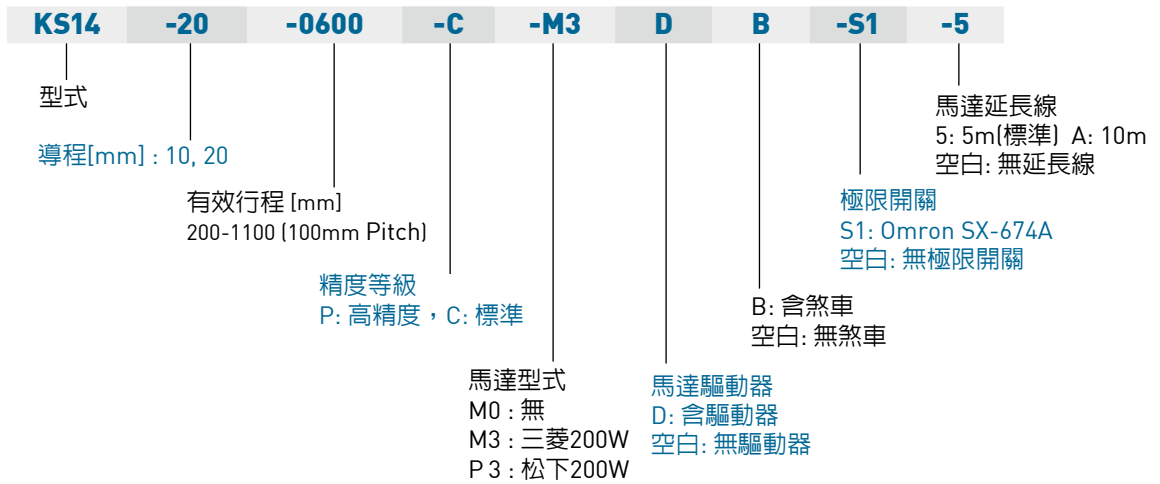 KS14 -20 -0600 -C -M3 D B -S1 -5
型式
導程[mm] : 10, 20
有效行程 [mm]
200-1100 (100mm Pitch)
精度等級
P: 高精度，C: 標準
馬達型式
M0 : 無
M3 : 三菱200W
P 3 : 松下200W
馬達驅動器
D: 含驅動器
空白: 無驅動器
B: 含煞車
空白: 無煞車
極限開關
S1: Omron SX-674A
空白: 無極限開關
馬達延長線
5: 5m(標準) A: 10m
空白: 無延長線